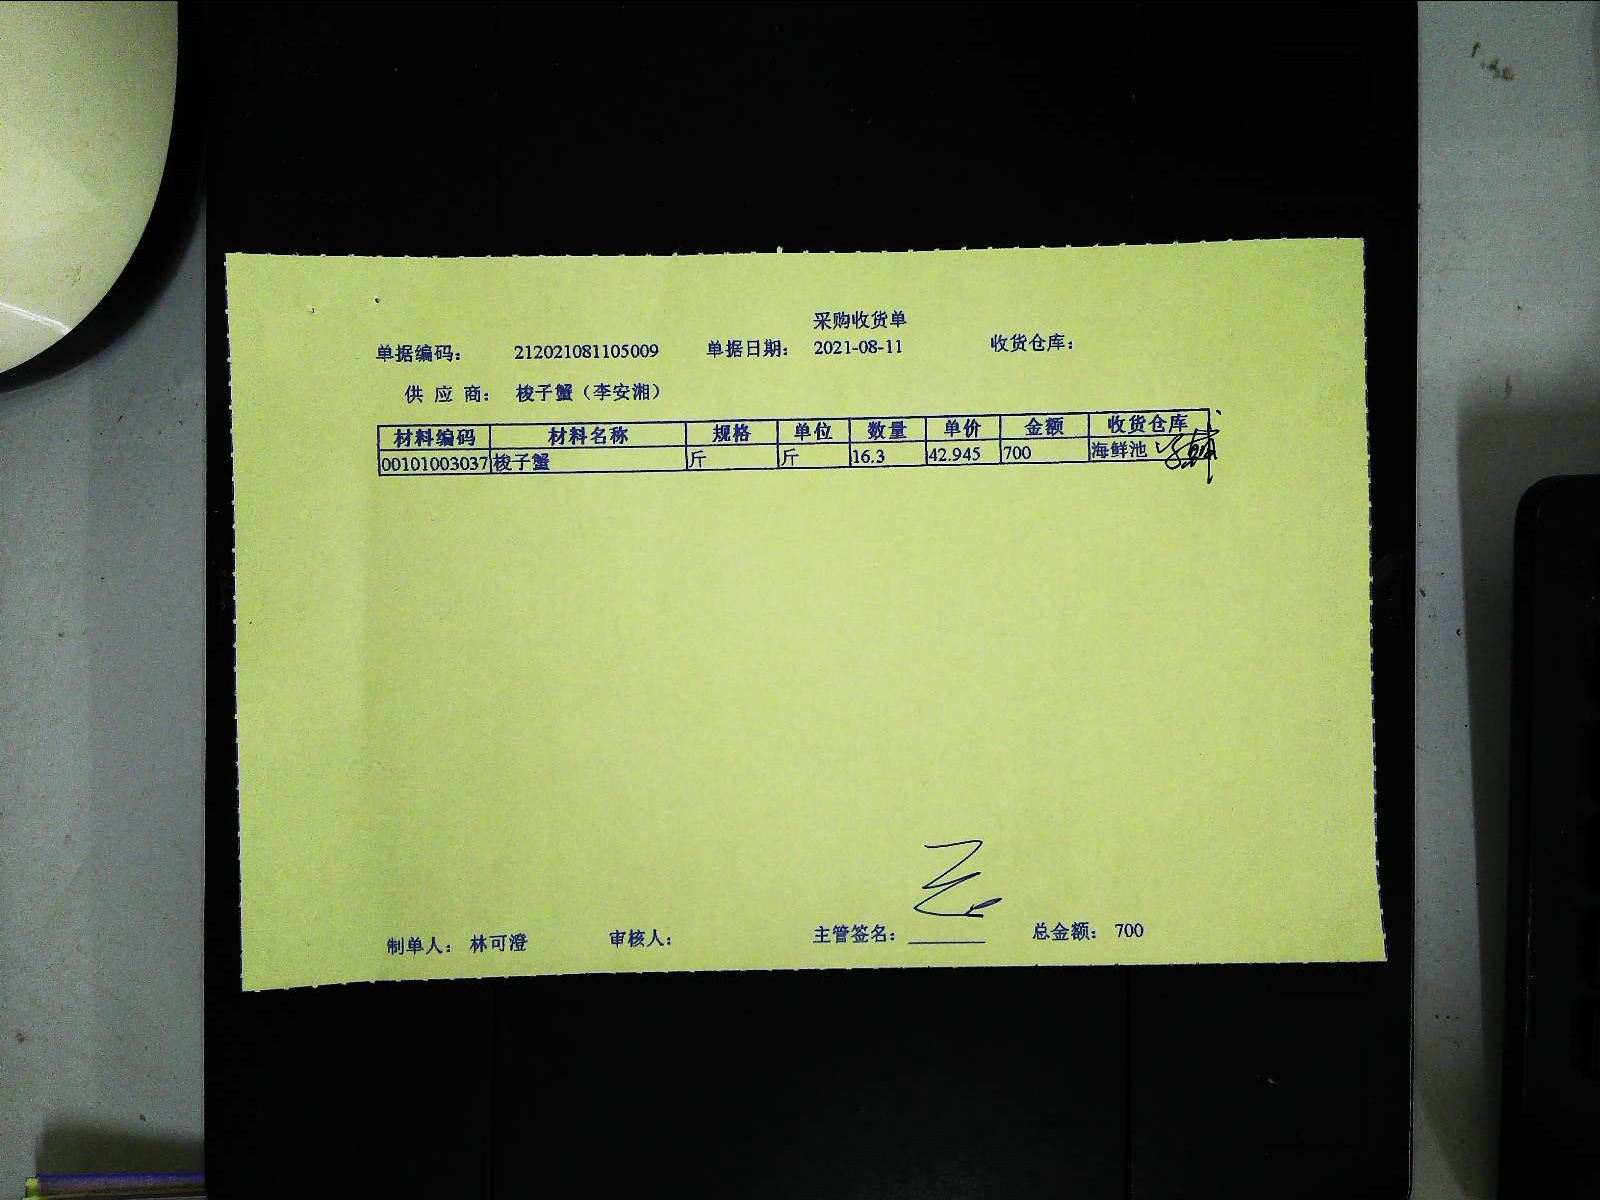 采购收货单
单据编码： 212021081105009 单据日期： 2021-08-11 收货仓库：
供 应 商： 梭子蟹（李安湘）
材料编码 材料名称 规格 单位 数量 单价 金额 收货仓库
00101003037 梭子蟹 斤 斤 16.3 42.945 700 海鲜池
制单人： 林可澄 审核人： 主管签名： 总金额： 700